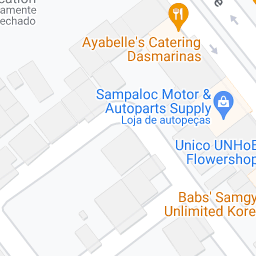 amente
echado
Ayabelle's Catering
Dasmarinas
Sampaloc Motor &
Autoparts Supply
Loja de autopeças
Unico UNHoB
Flowershop
Babs' Samgy
Unlimited Kore